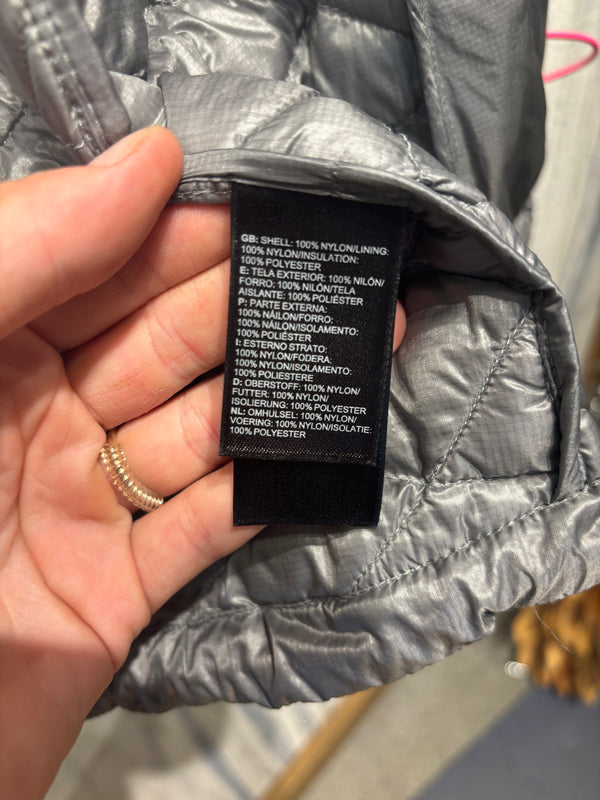 GB: SHELL: 100% NYLON/LINING:
100% NYLON/INSULATION:
100% POLYESTER
E: TELA EXTERIOR: 100% NILÓN/
FORRO: 100% NILÓN/TELA
AISLANTE: 100% POLIÉSTER
P: PARTE EXTERNA:
100% NÁILON/FORRO:
100% NÁILON/ISOLAMENTO:
100% POLIÉSTER
I: ESTERNO STRATO:
100% NYLON/FODERA:
100% NYLON/ISOLAMENTO:
100% POLIESTERE
D: OBERSTOFF: 100% NYLON/
FUTTER: 100% NYLON/
ISOLIERUNG: 100% POLYESTER
NL: OMHULSEL: 100% NYLON/
VOERING: 100% NYLON/ISOLATIE:
100% POLYESTER